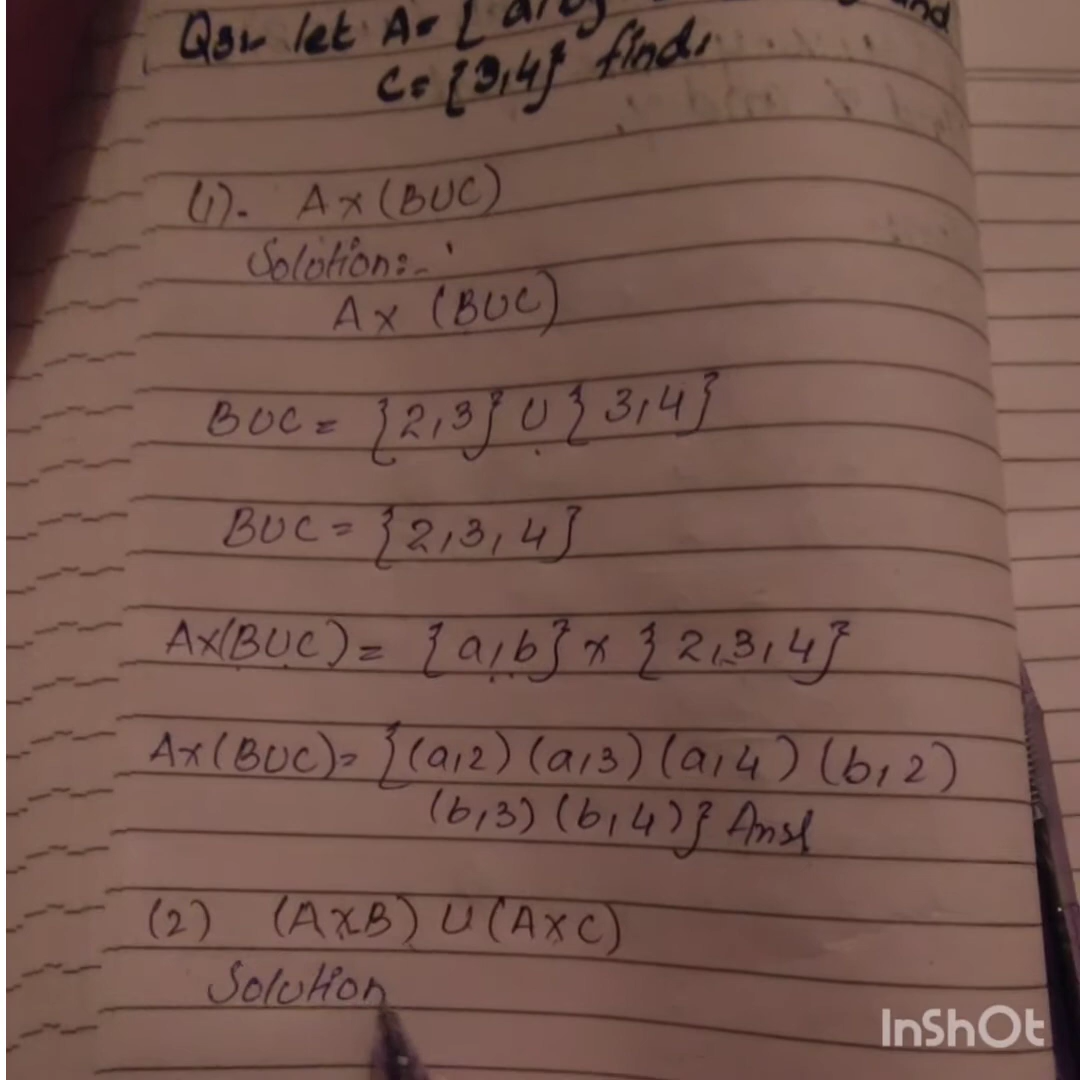 Q3:- let A= { a,b}
and
C= {3,4} find.
(1). A×(BUC)
Solution:-
A× (BUC)
BUC = {2,3} U { 3,4}
BUC = {2,3,4}
A×(BUC) = {a,b} × {2,3,4}
A×(BUC)= {(a,2) (a,3) (a,4) (b,2)
(b,3) (b,4)} Ans
(2) (A×B) U (A×C)
Solution
InShOt